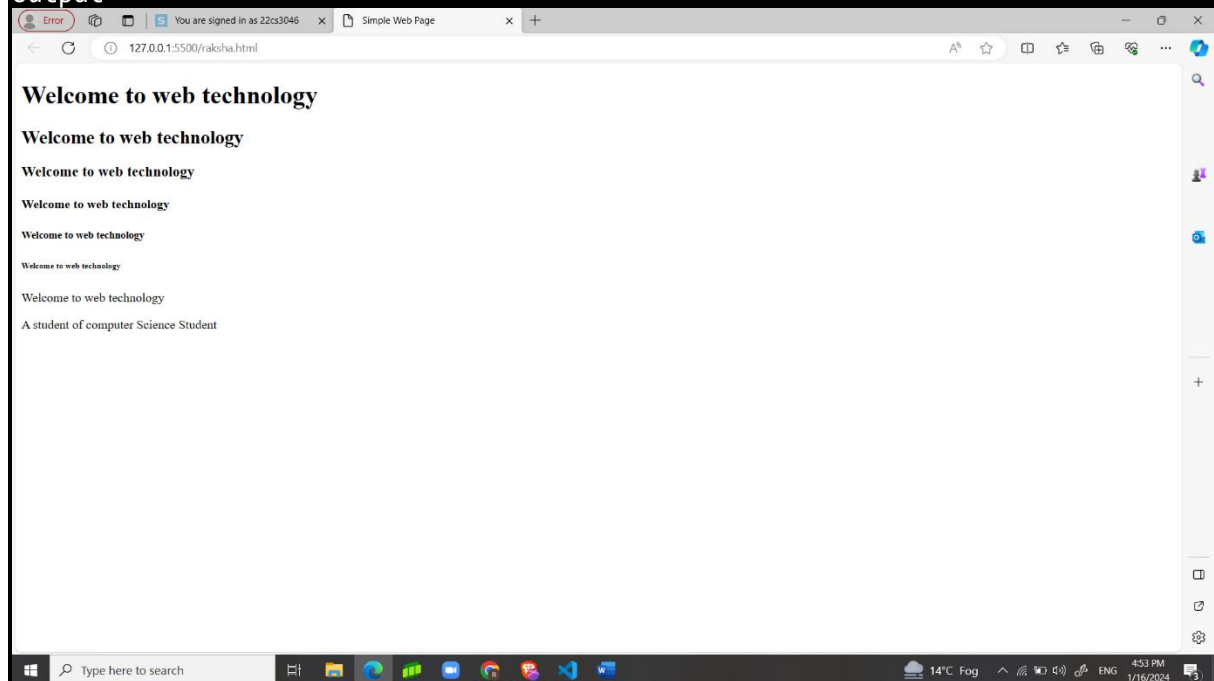 output
Error
You are signed in as 22cs3046
Simple Web Page
127.0.0.1:5500/raksha.html
Welcome to web technology
Welcome to web technology
Welcome to web technology
Welcome to web technology
Welcome to web technology
Welcome to web technology
Welcome to web technology
A student of computer Science Student
Type here to search
14°C Fog
ENG
4:53 PM
1/16/2024